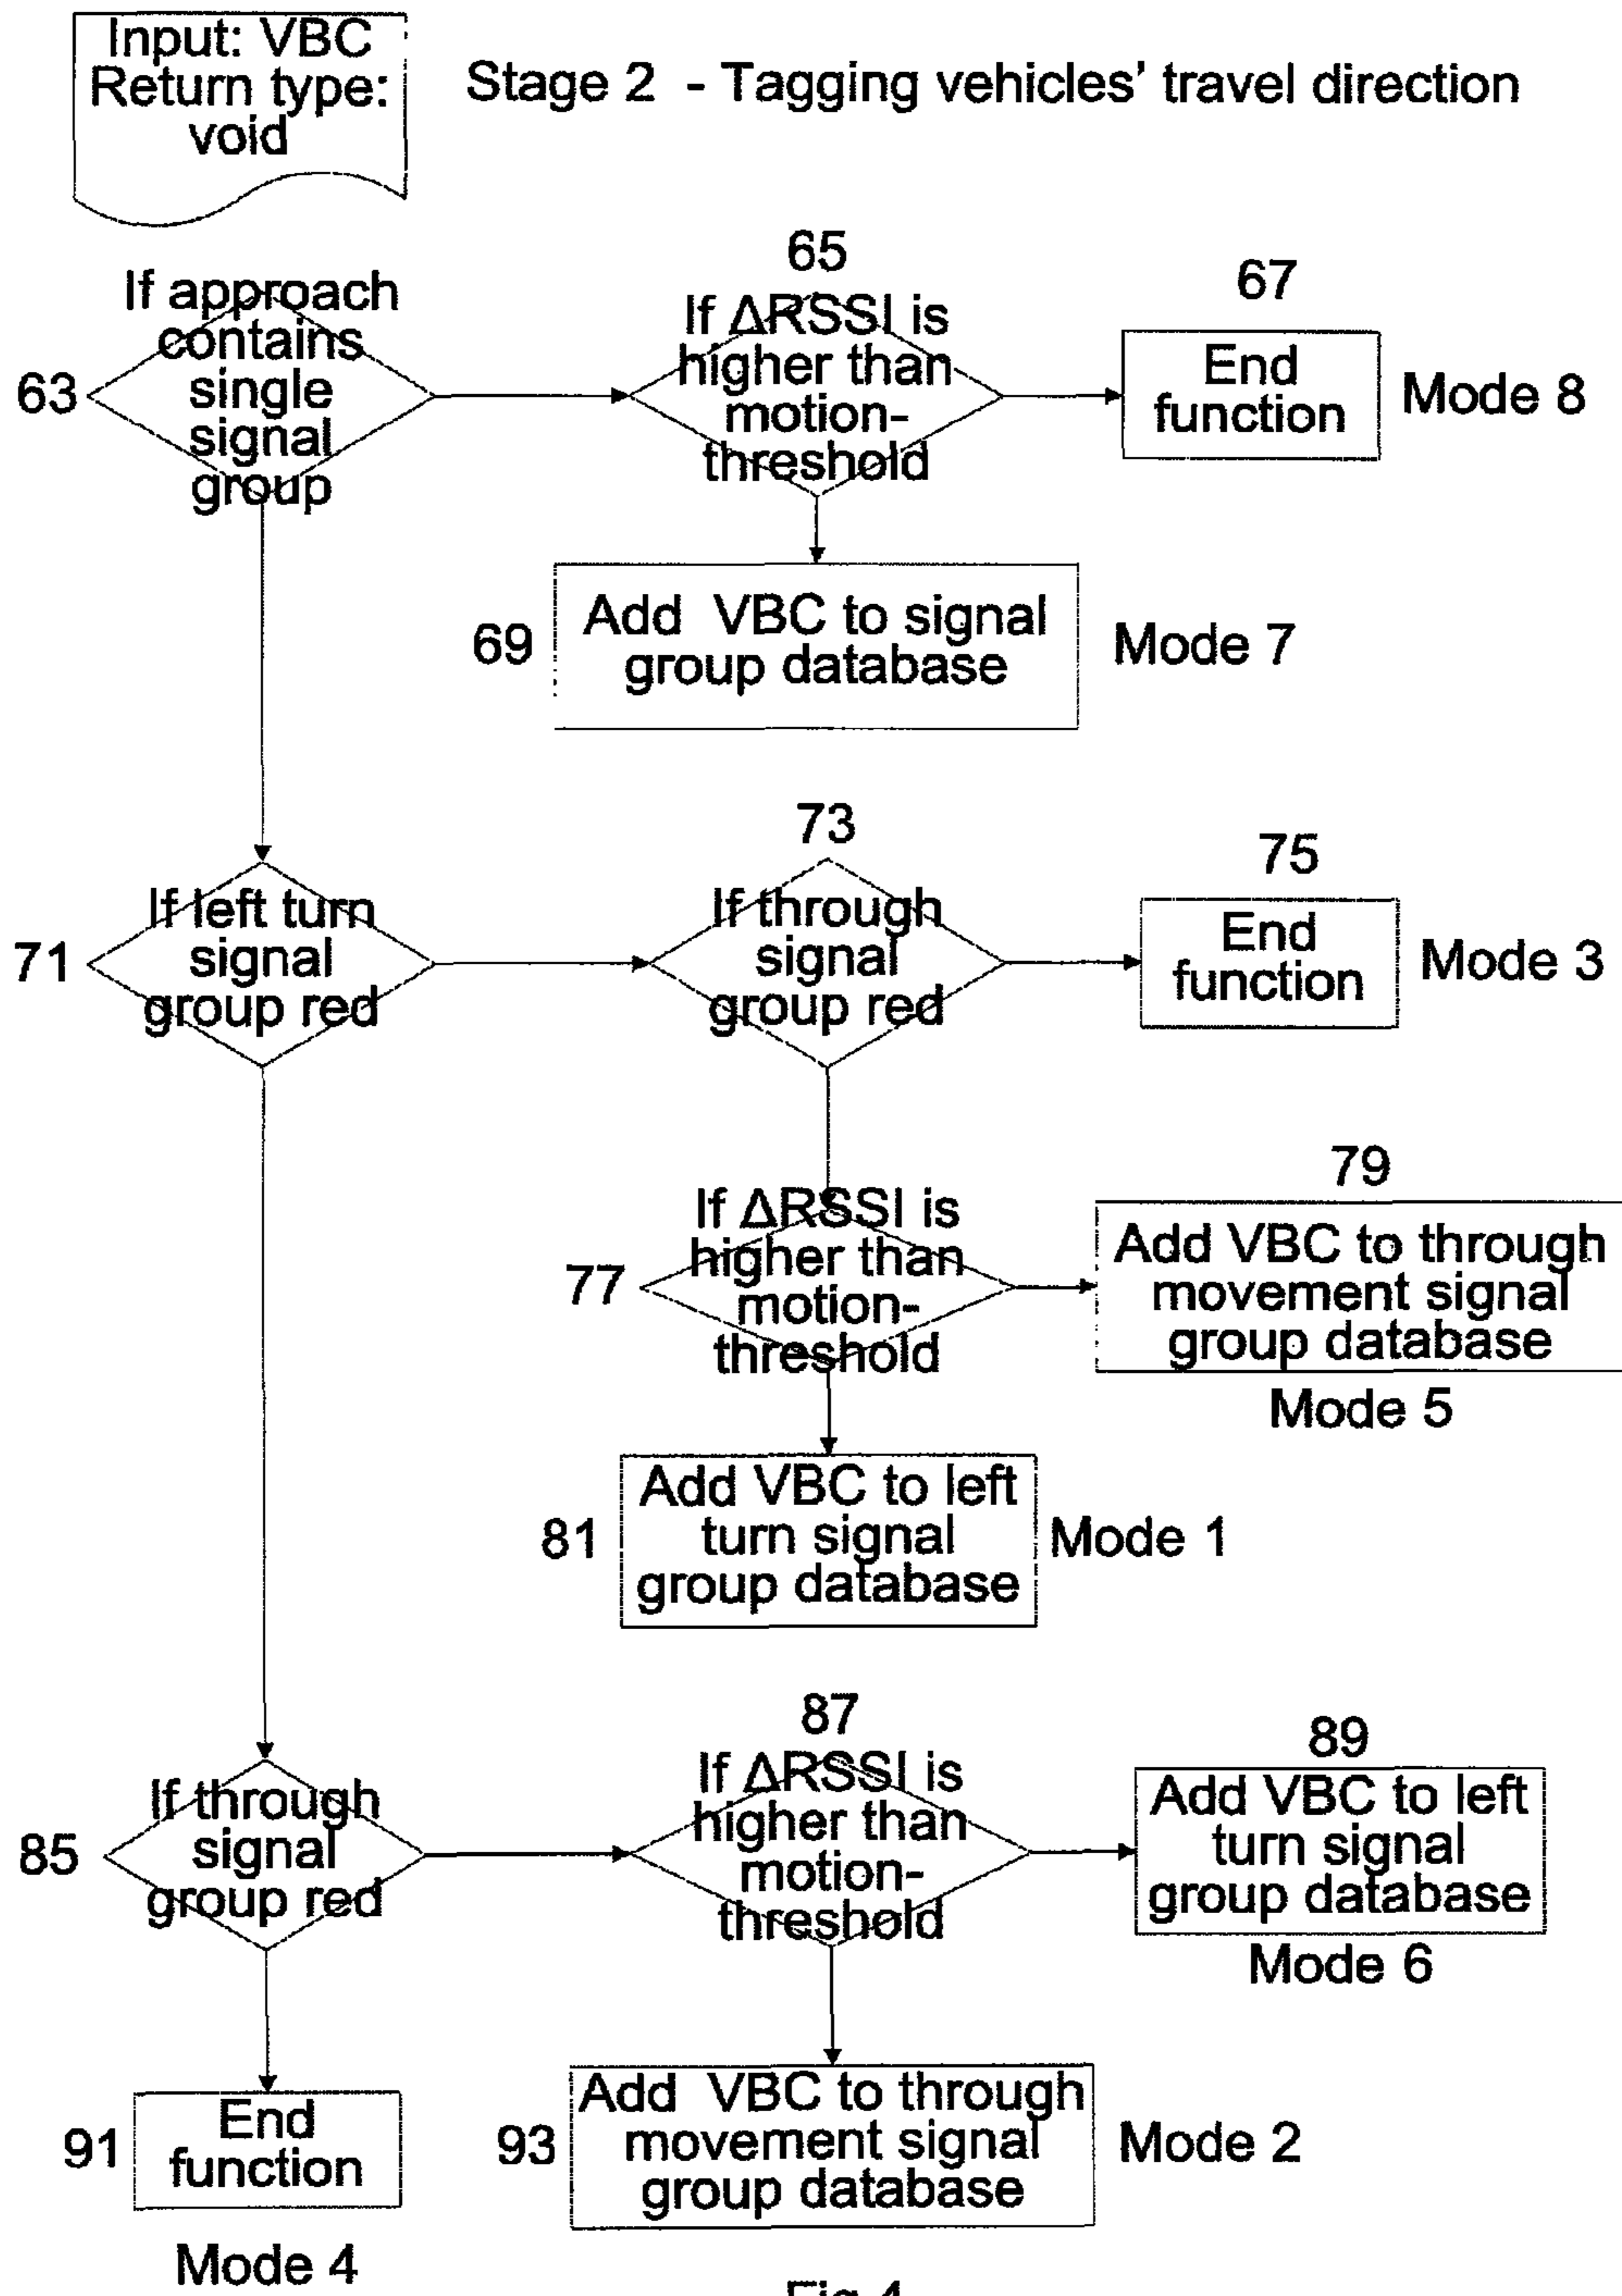 Input: VBC
Return type:
void
Stage 2 - Tagging vehicles' travel direction
63
If approach
contains
single
signal
group
65
If ΔRSSI is
higher than
motion-
threshold
67
End
function
Mode 8
69
Add VBC to signal
group database
Mode 7
71
If left turn
signal
group red
73
If through
signal
group red
75
End
function
Mode 3
77
If ΔRSSI is
higher than
motion-
threshold
79
Add VBC to through
movement signal
group database
Mode 5
81
Add VBC to left
turn signal
group database
Mode 1
85
If through
signal
group red
87
If ΔRSSI is
higher than
motion-
threshold
89
Add VBC to left
turn signal
group database
Mode 6
91
End
function
Mode 4
93
Add VBC to through
movement signal
group database
Mode 2
Fig 4